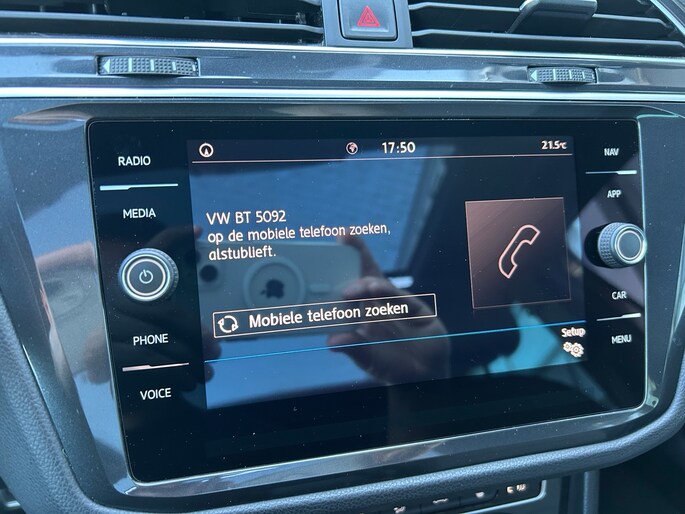 17:50
21.5°C
RADIO
MEDIA
PHONE
VOICE
VW BT 5092
op de mobiele telefoon zoeken,
alstublieft.
Mobiele telefoon zoeken
Setup
NAV
APP
CAR
MENU